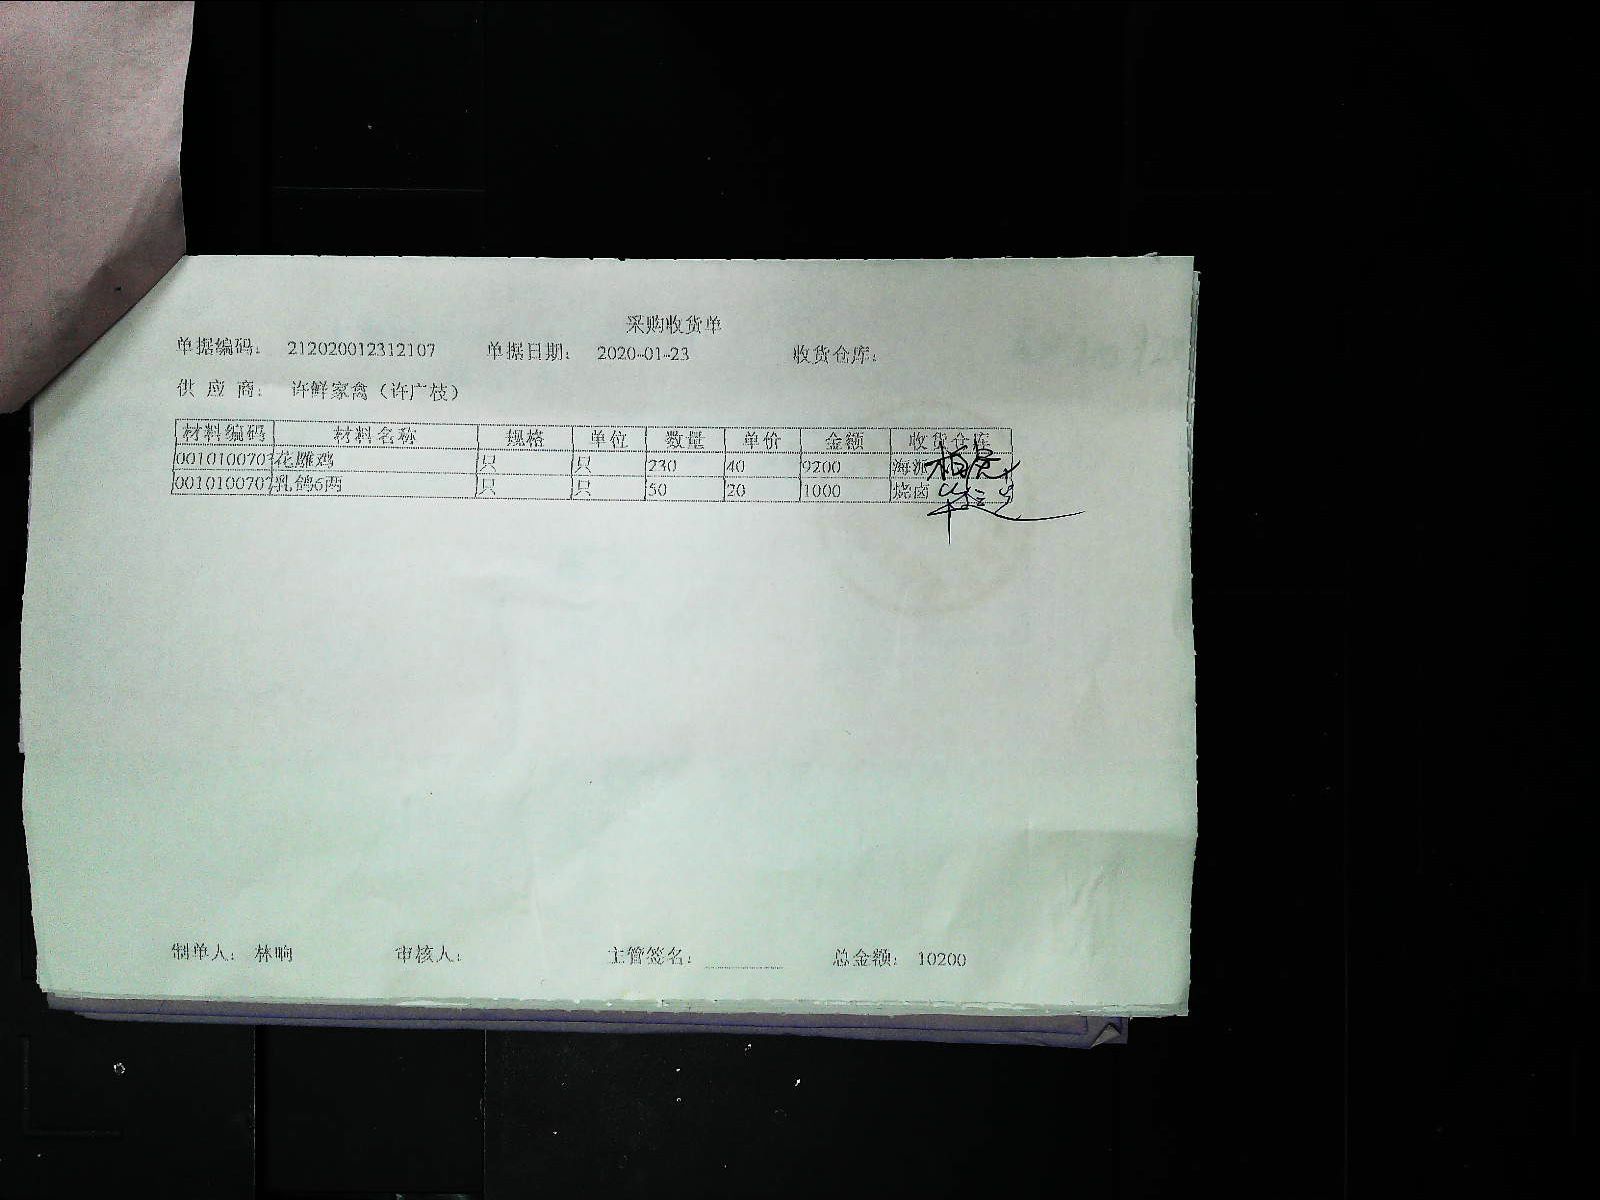 采购收货单
单据编码： 212020012312107 单据日期： 2020-01-23 收货仓库：
供 应 商： 许鲜家禽（许广枝）
材料编码 材料名称 规格 单位 数量 单价 金额 收货仓库
001010070 花雕鸡 只 只 230 40 9200 海派
001010070 乳鸽6两 只 只 50 20 1000 烧卤
制单人： 林晌 审核人： 主管签名： 总金额： 10200